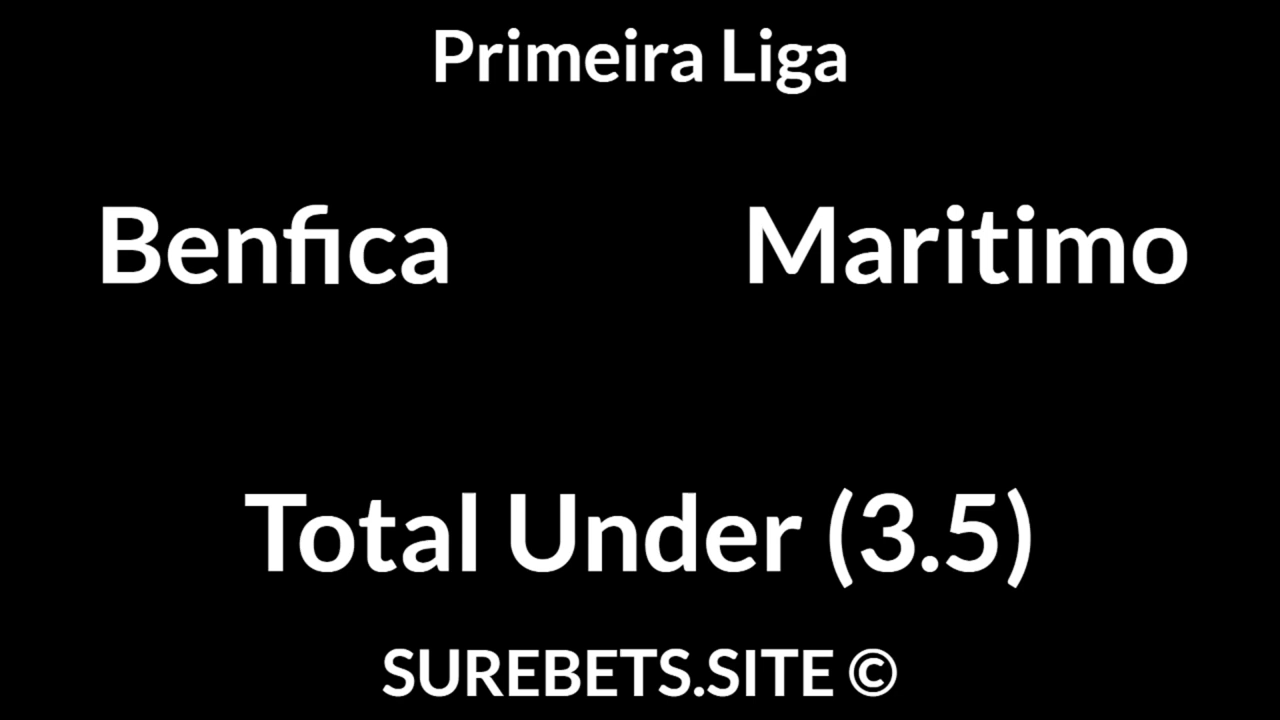 Primeira Liga
Benfica Maritimo
Total Under (3.5)
SUREBETS.SITE ©